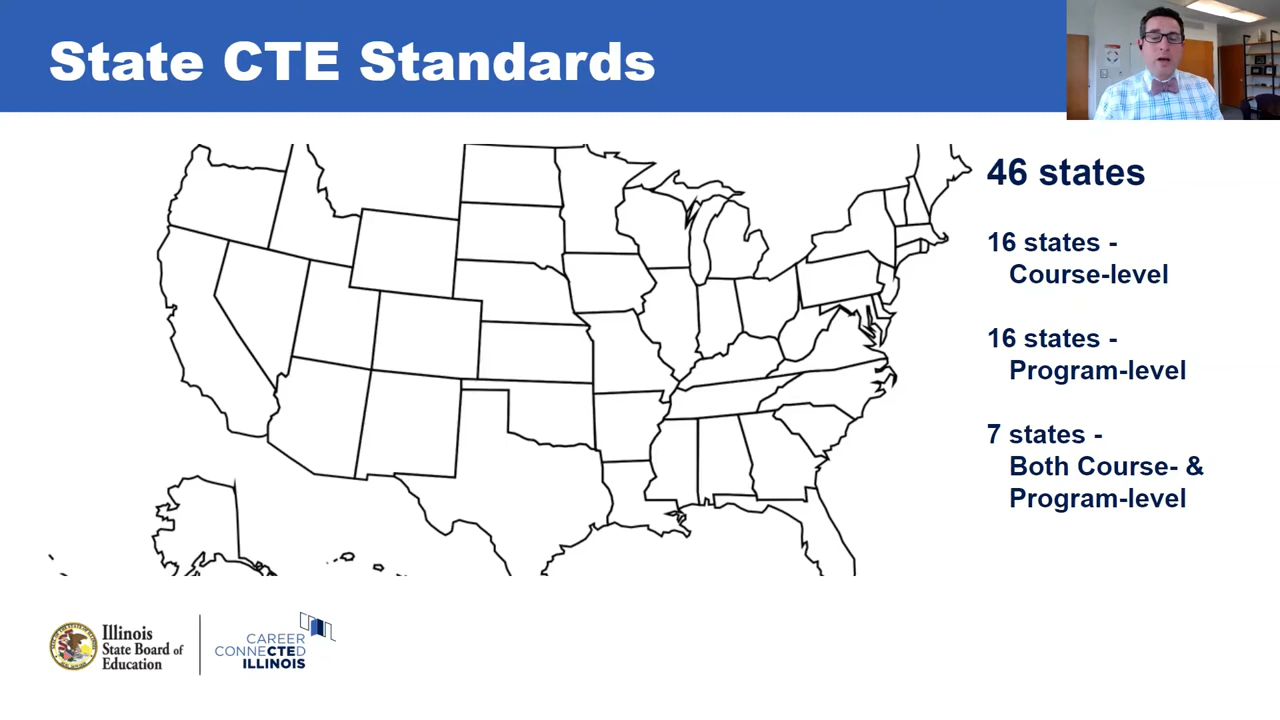 State CTE Standards
46 states
16 states -
Course-level
16 states -
Program-level
7 states -
Both Course- &
Program-level
Illinois
State Board of
Education
CAREER
CONNECTED
ILLINOIS